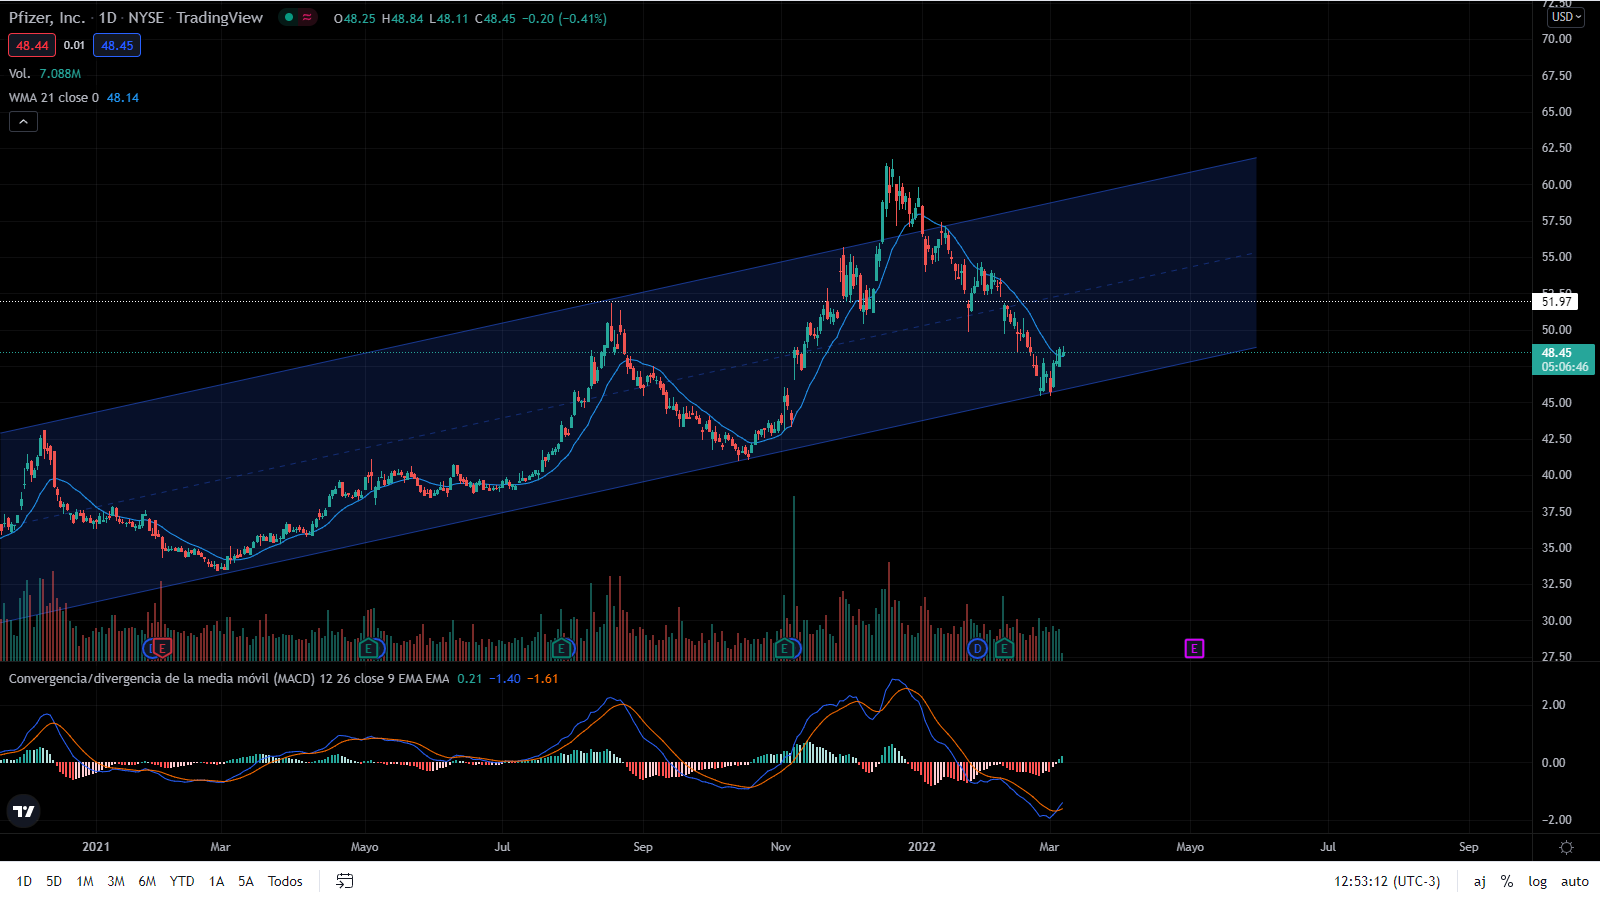 Pfizer, Inc. · 1D · NYSE · TradingView
O48.25 H48.84 L48.11 C48.45 −0.20 (−0.41%)
48.44 0.01 48.45
Vol. 7.088M
WMA 21 close 0 48.14
72.50
USD
70.00
67.50
65.00
62.50
60.00
57.50
55.00
52.50
51.97
50.00
48.45
05:06:46
45.00
42.50
40.00
37.50
35.00
32.50
30.00
27.50
E E E E D E E
Convergencia/divergencia de la media móvil (MACD) 12 26 close 9 EMA EMA 0.21 −1.40 −1.61
2.00
0.00
−2.00
2021 Mar Mayo Jul Sep Nov 2022 Mar Mayo Jul Sep
1D 5D 1M 3M 6M YTD 1A 5A Todos
12:53:12 (UTC-3) aj % log auto